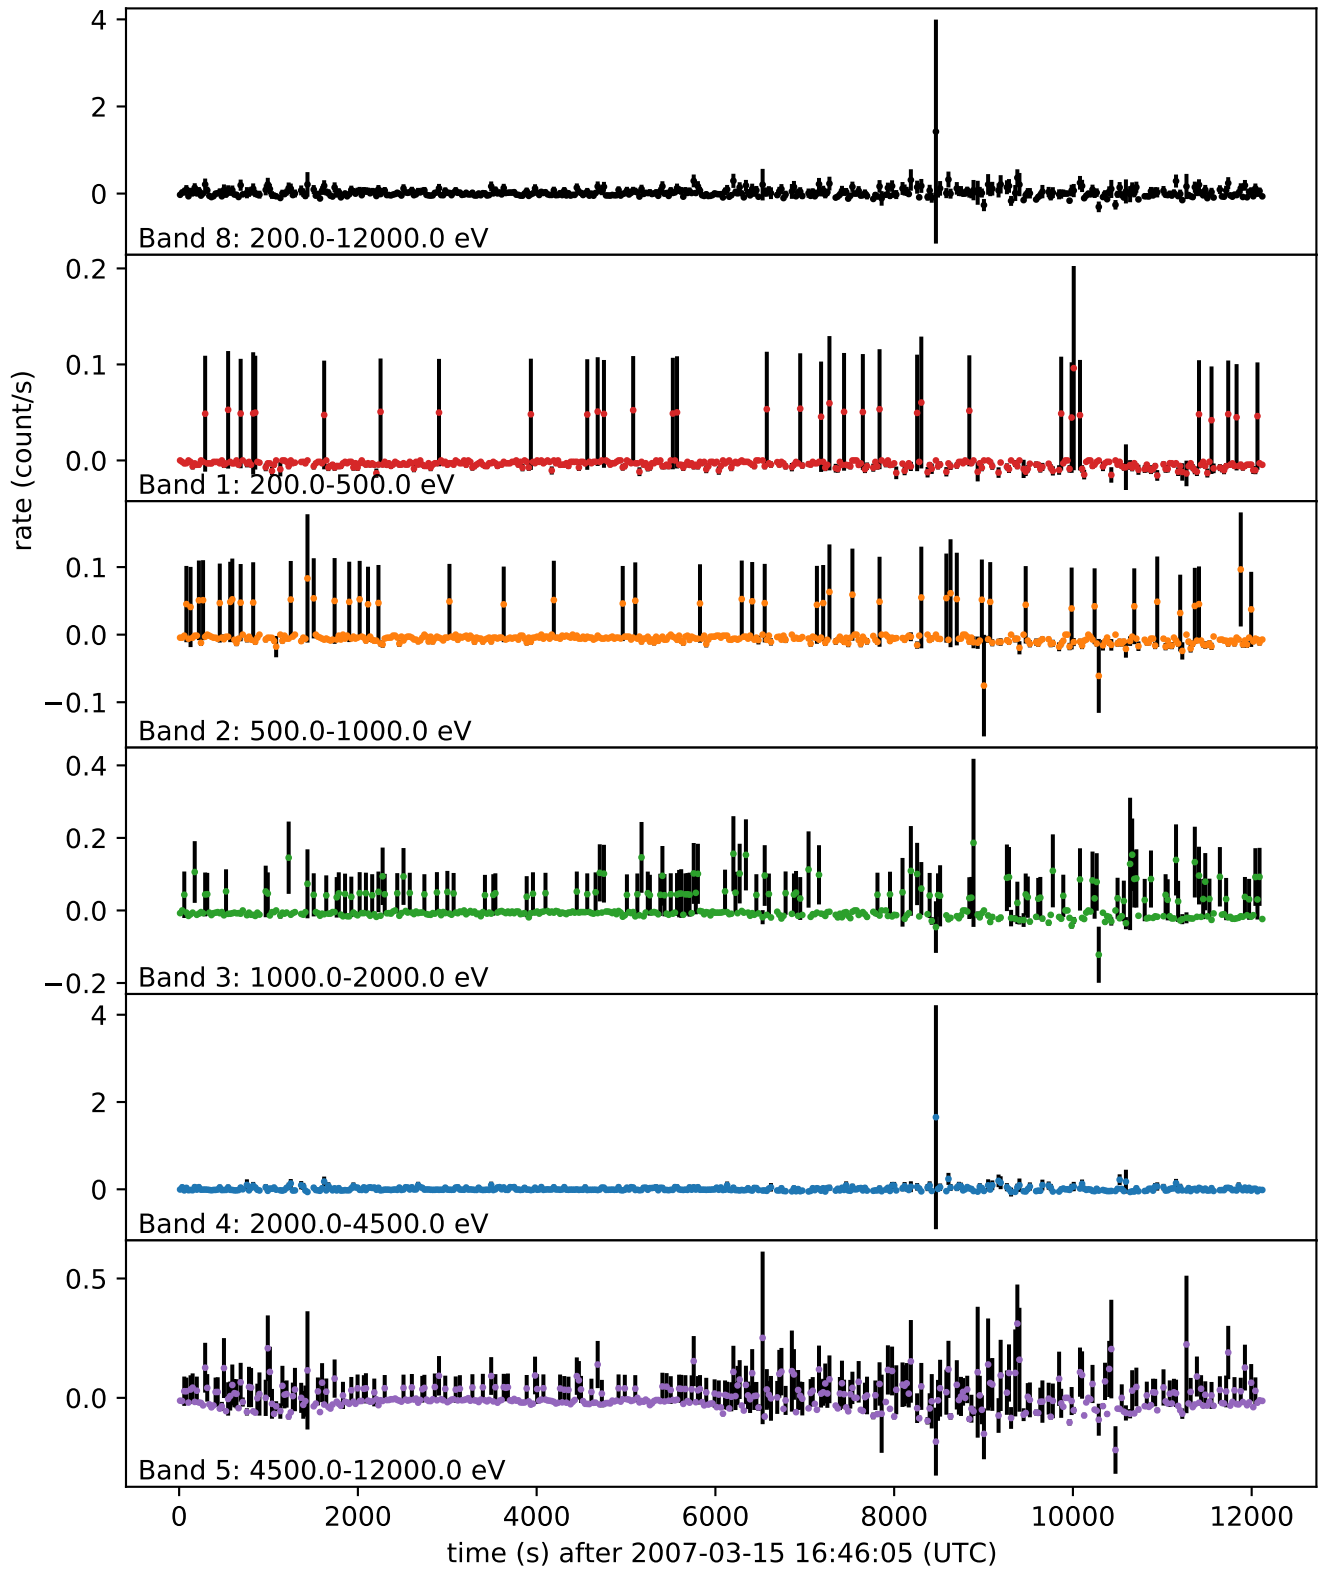 4
2
0
Band 8: 200.0-12000.0 eV
0.2
0.1
0.0
Band 1: 200.0-500.0 eV
rate (count/s)
0.1
0.0
−0.1
Band 2: 500.0-1000.0 eV
0.4
0.2
0.0
−0.2
Band 3: 1000.0-2000.0 eV
4
2
0
Band 4: 2000.0-4500.0 eV
0.5
0.0
Band 5: 4500.0-12000.0 eV
0 2000 4000 6000 8000 10000 12000
time (s) after 2007-03-15 16:46:05 (UTC)